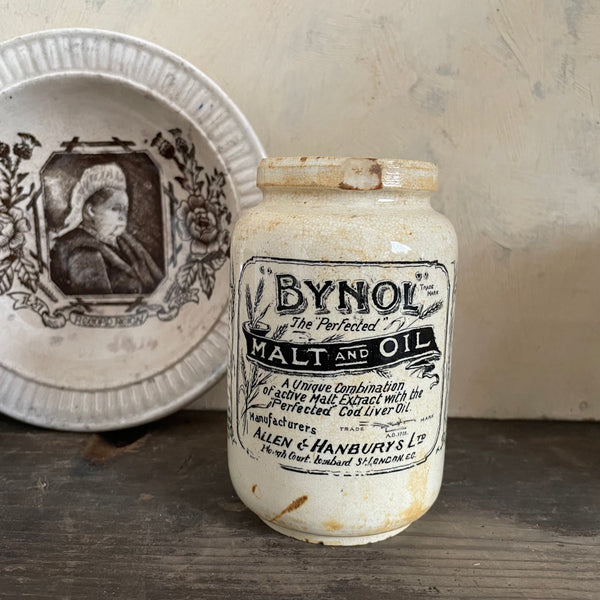 "BYNOL"
TRADE MARK
The "Perfected"
MALT AND OIL
A Unique Combination
of active Malt Extract with the
"Perfected" Cod Liver Oil.
Manufacturers
TRADE MARK
A.D. 1715.
ALLEN & HANBURYS LTD
Plough Court, Lombard St. LONDON. E.C.